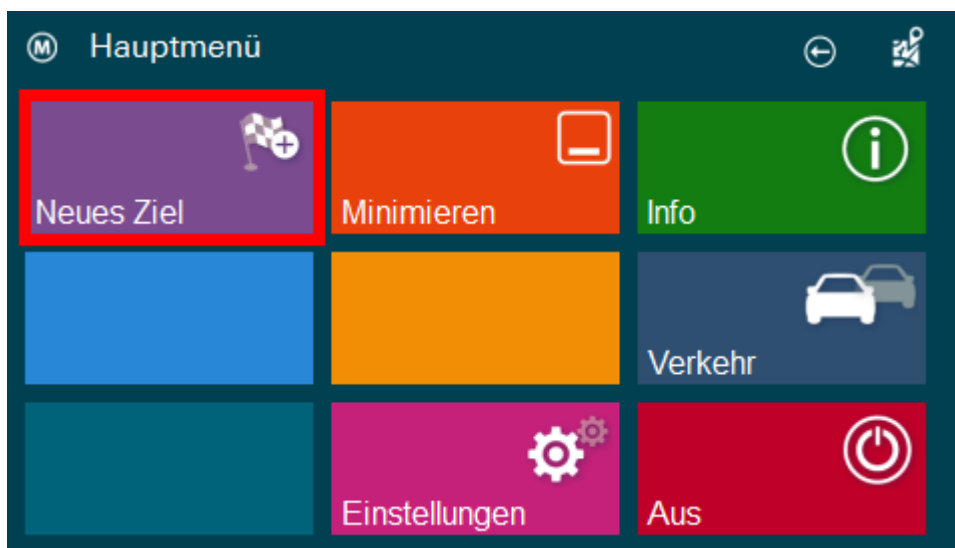 M Hauptmenü
Neues Ziel
Minimieren
Info
Verkehr
Einstellungen
Aus